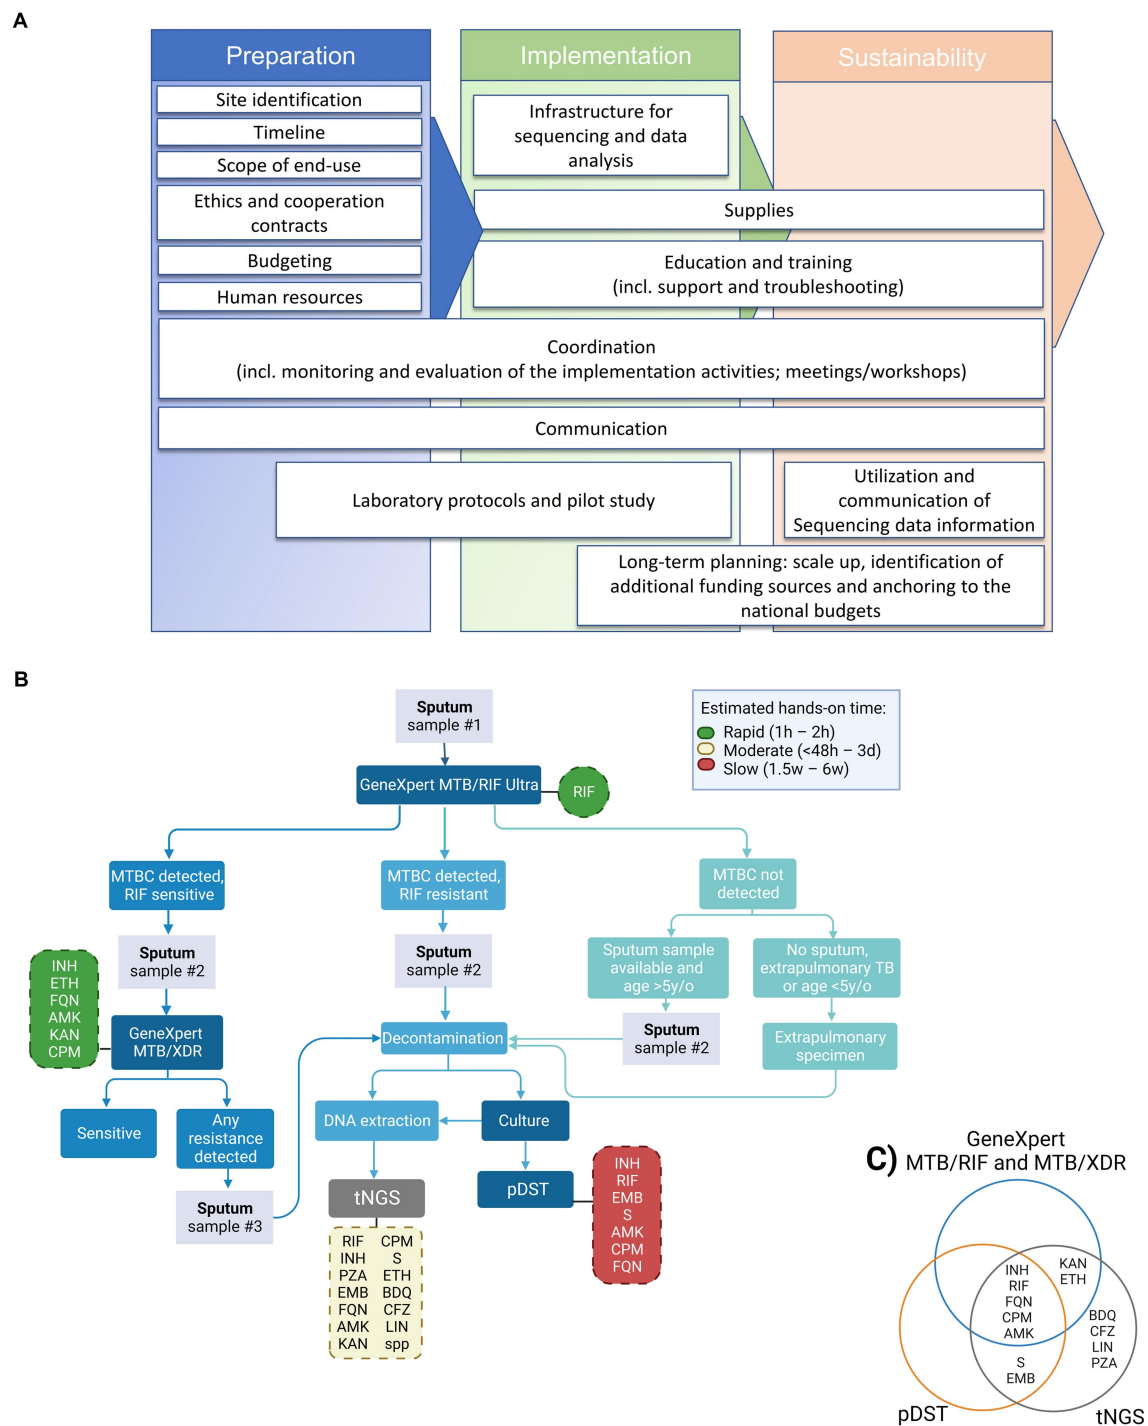 A
Preparation
Implementation
Sustainability
Site identification
Timeline
Scope of end-use
Ethics and cooperation
contracts
Budgeting
Human resources
Infrastructure for
sequencing and data
analysis
Supplies
Education and training
(incl. support and troubleshooting)
Coordination
(incl. monitoring and evaluation of the implementation activities; meetings/workshops)
Communication
Laboratory protocols and pilot study
Utilization and
communication of
Sequencing data information
Long-term planning: scale up, identification of
additional funding sources and anchoring to the
national budgets
B
Sputum
sample #1
Estimated hands-on time:
Rapid (1h – 2h)
Moderate (<48h – 3d)
Slow (1.5w – 6w)
GeneXpert MTB/RIF Ultra
RIF
MTBC detected,
RIF sensitive
MTBC detected,
RIF resistant
MTBC not
detected
Sputum
sample #2
Sputum
sample #2
Sputum sample
available and
age >5y/o
No sputum,
extrapulmonary TB
or age <5y/o
INH
ETH
FQN
AMK
KAN
CPM
GeneXpert
MTB/XDR
Decontamination
Sputum
sample #2
Extrapulmonary
specimen
Sensitive
Any
resistance
detected
DNA extraction
Culture
Sputum
sample #3
tNGS
pDST
INH
RIF
EMB
S
AMK
CPM
FQN
RIF CPM
INH S
PZA ETH
EMB BDQ
FQN CFZ
AMK LIN
KAN spp
C)
GeneXpert
MTB/RIF and MTB/XDR
INH
RIF
FQN
CPM
AMK
KAN
ETH
BDQ
CFZ
LIN
PZA
S
EMB
pDST
tNGS